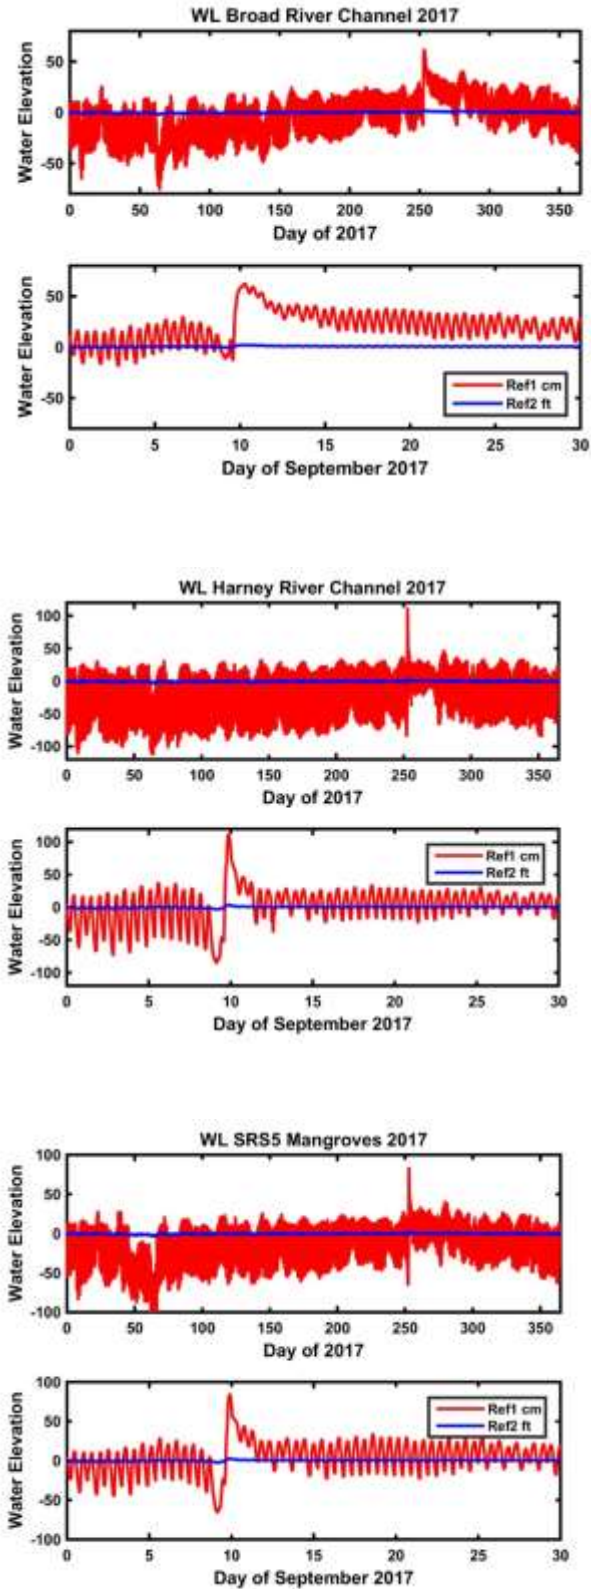 WL Broad River Channel 2017
Water Elevation
50
0
-50
0 50 100 150 200 250 300 350
Day of 2017
Water Elevation
50
0
-50
0 5 10 15 20 25 30
Ref1 cm
Ref2 ft
Day of September 2017
WL Harney River Channel 2017
Water Elevation
100
50
0
-50
-100
0 50 100 150 200 250 300 350
Day of 2017
Water Elevation
100
50
0
-50
-100
0 5 10 15 20 25 30
Ref1 cm
Ref2 ft
Day of September 2017
WL SRS5 Mangroves 2017
Water Elevation
100
50
0
-50
-100
0 50 100 150 200 250 300 350
Day of 2017
Water Elevation
100
50
0
-50
-100
0 5 10 15 20 25 30
Ref1 cm
Ref2 ft
Day of September 2017